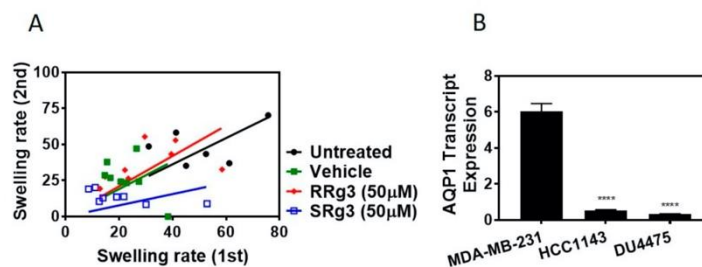 A
Swelling rate (2nd)
100
75
50
25
0
0 20 40 60 80
Swelling rate (1st)
Untreated
Vehicle
RRg3 (50μM)
SRg3 (50μM)
B
AQP1 Transcript
Expression
8
6
4
2
0
**** ****
MDA-MB-231
HCC1143
DU4475